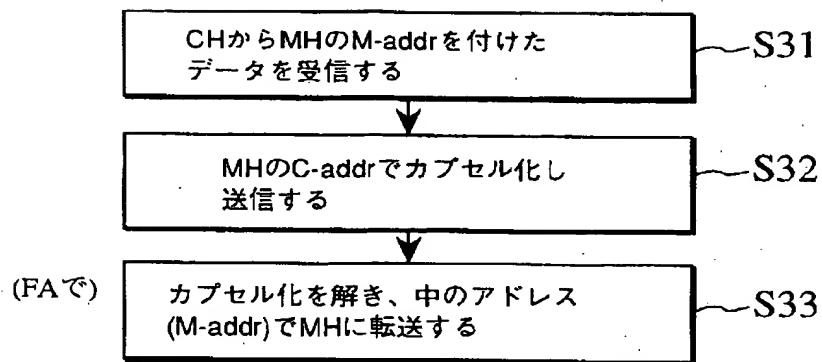 CHからMHのM-addrを付けた
データを受信する
S31
MHのC-addrでカプセル化し
送信する
S32
(FAで)
カプセル化を解き、中のアドレス
(M-addr)でMHに転送する
S33